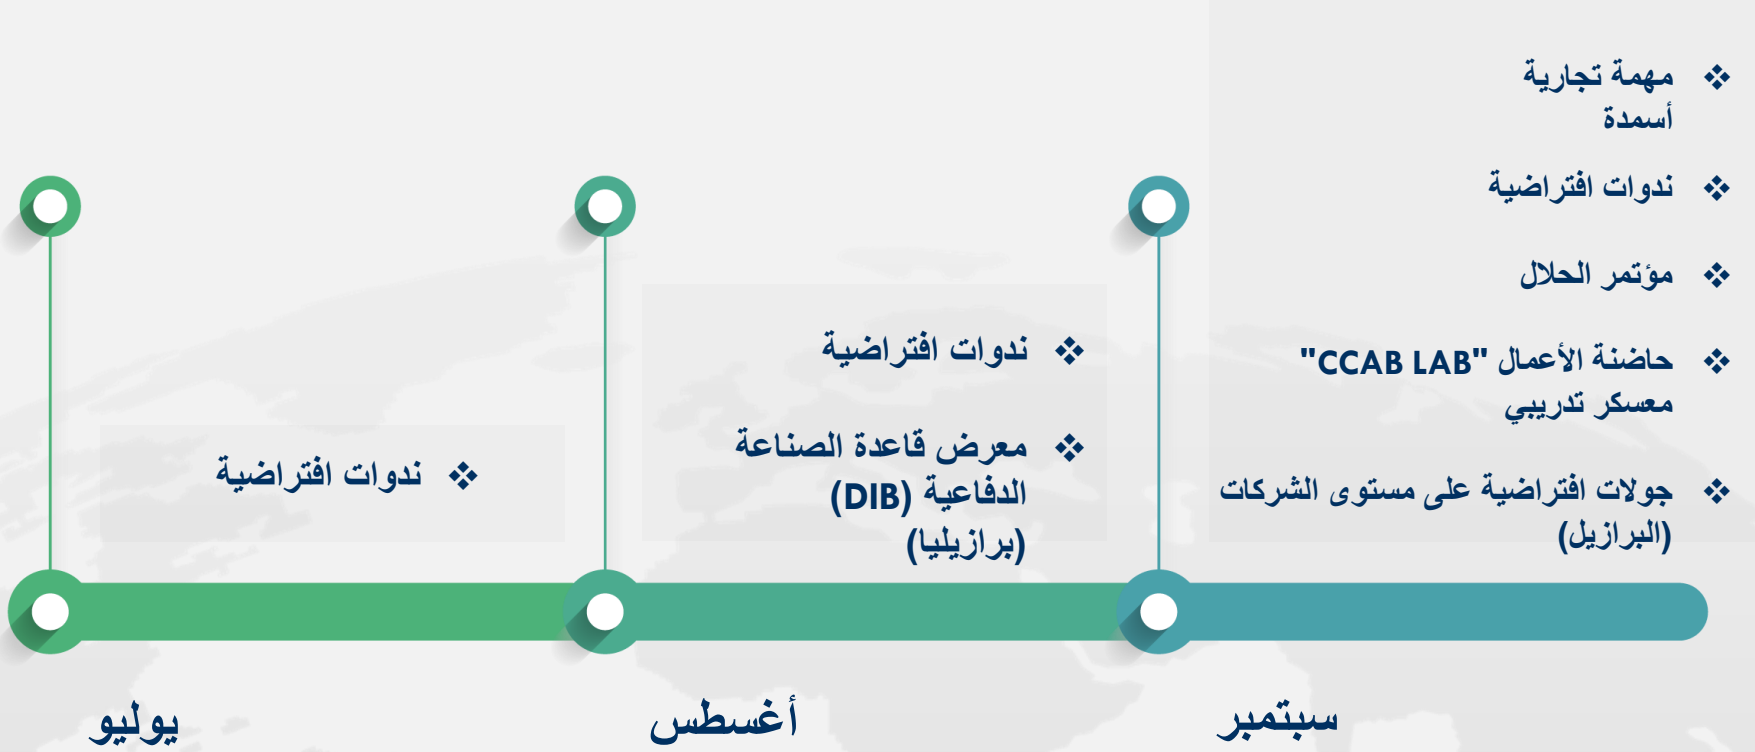 ❖ ندوات افتراضية
يوليو
❖ ندوات افتراضية
❖ معرض قاعدة الصناعة
الدفاعية (DIB)
(برازيليا)
أغسطس
❖ مهمة تجارية
أسمدة
❖ ندوات افتراضية
❖ مؤتمر الحلال
❖ حاضنة الأعمال "CCAB LAB"
معسكر تدريبي
❖ جولات افتراضية على مستوى الشركات
(البرازيل)
سبتمبر